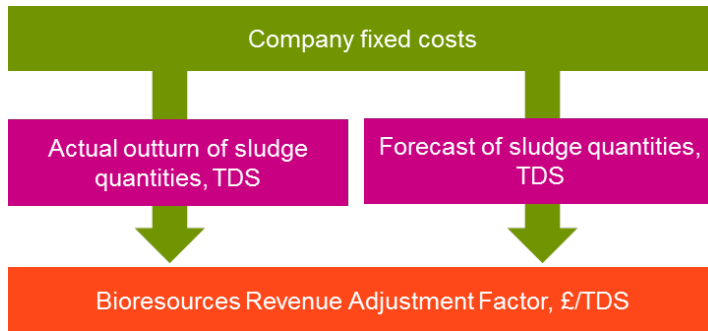 Company fixed costs
Actual outturn of sludge
quantities, TDS
Forecast of sludge quantities,
TDS
Bioresources Revenue Adjustment Factor, £/TDS